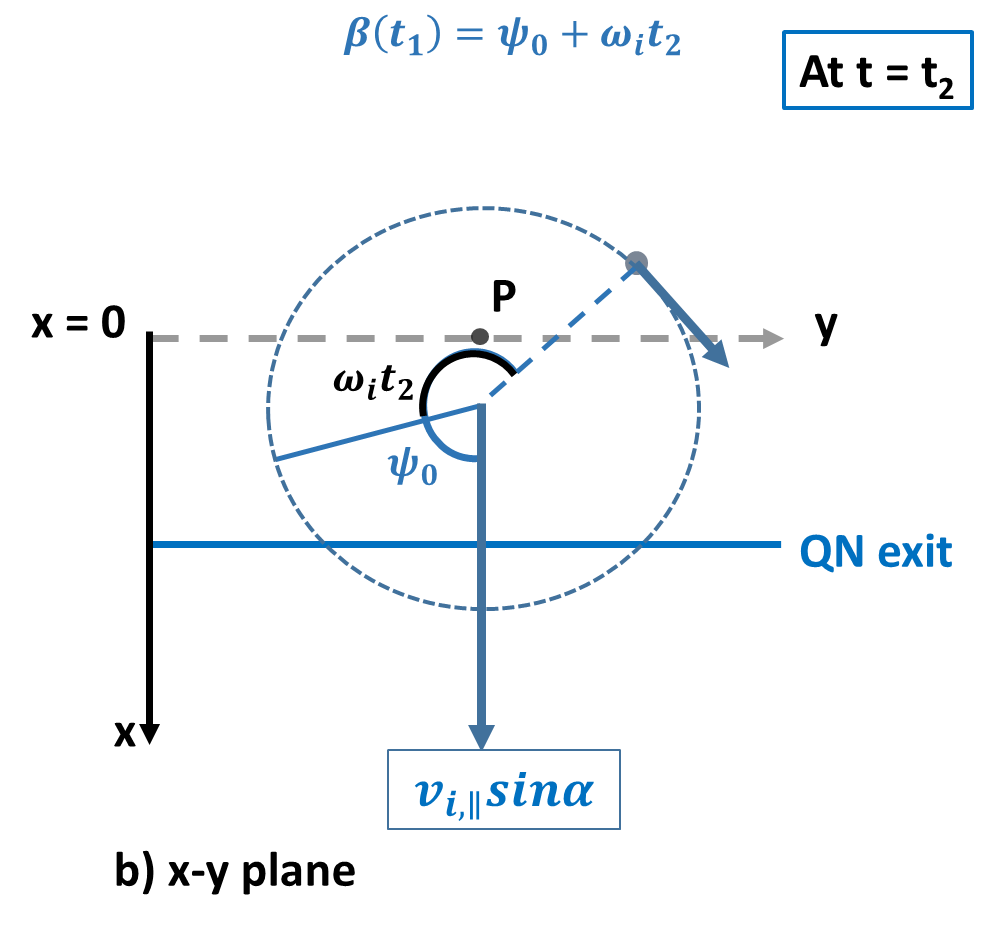 β(t₁) = ψ₀ + ωᵢt₂
At t = t₂
P
x = 0
y
ωᵢt₂
ψ₀
QN exit
x
vᵢ,∥sinα
b) x-y plane